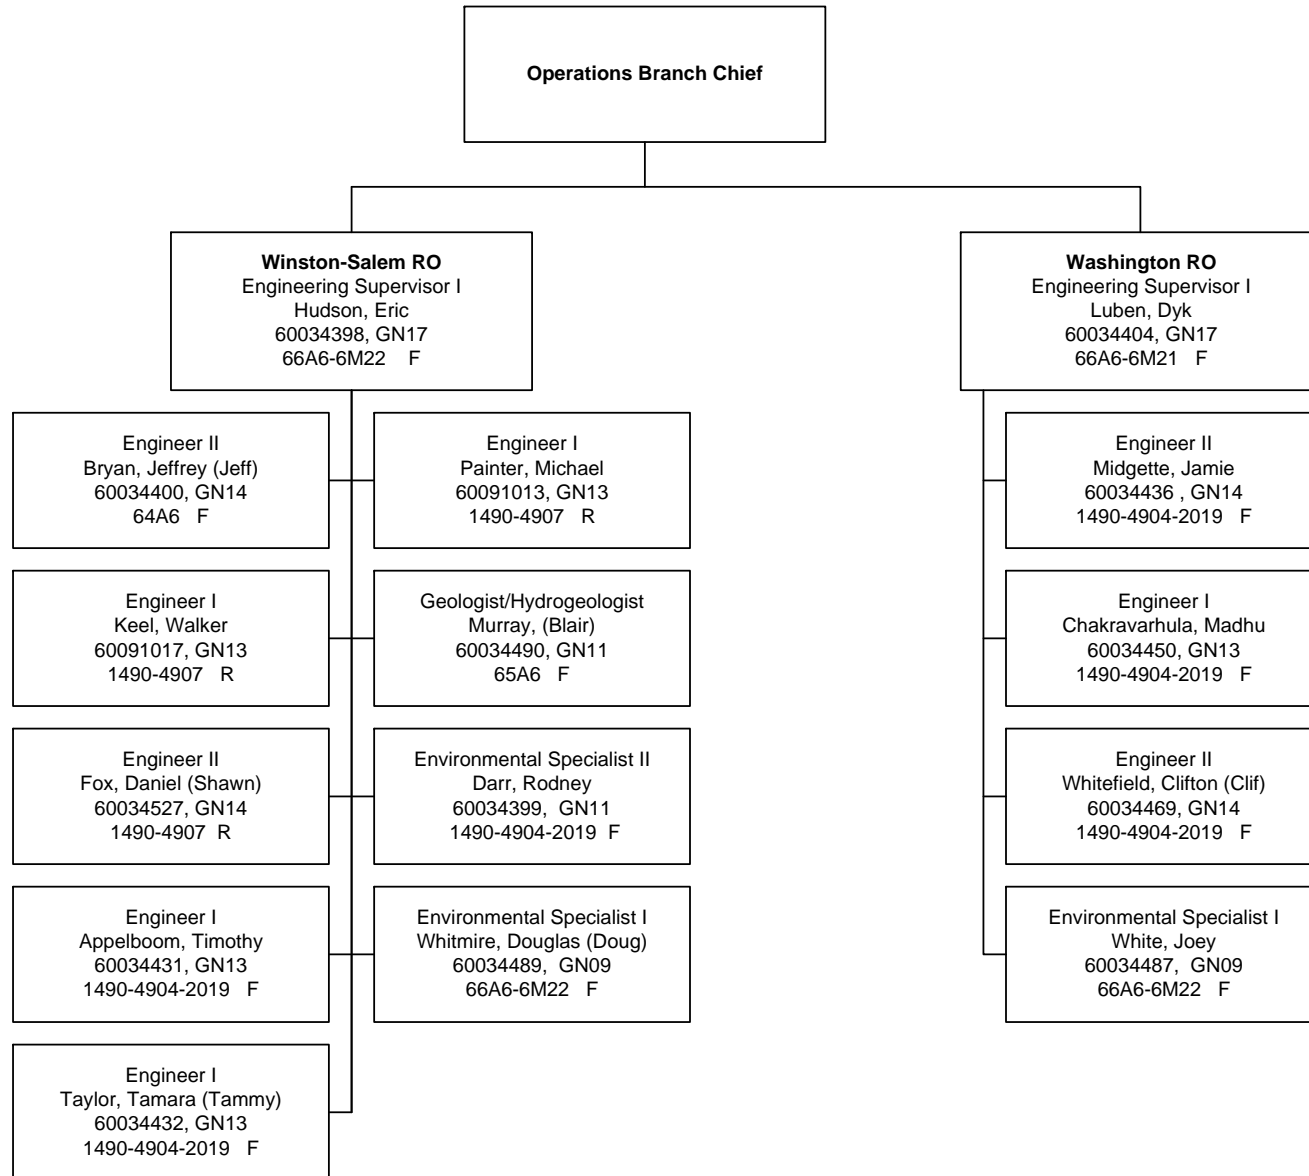 Operations Branch Chief
Winston-Salem RO
Engineering Supervisor I
Hudson, Eric
60034398, GN17
66A6-6M22 F
Washington RO
Engineering Supervisor I
Luben, Dyk
60034404, GN17
66A6-6M21 F
Engineer II
Bryan, Jeffrey (Jeff)
60034400, GN14
64A6 F
Engineer I
Painter, Michael
60091013, GN13
1490-4907 R
Engineer II
Midgette, Jamie
60034436 , GN14
1490-4904-2019 F
Engineer I
Keel, Walker
60091017, GN13
1490-4907 R
Geologist/Hydrogeologist
Murray, (Blair)
60034490, GN11
65A6 F
Engineer I
Chakravarhula, Madhu
60034450, GN13
1490-4904-2019 F
Engineer II
Fox, Daniel (Shawn)
60034527, GN14
1490-4907 R
Environmental Specialist II
Darr, Rodney
60034399, GN11
1490-4904-2019 F
Engineer II
Whitefield, Clifton (Clif)
60034469, GN14
1490-4904-2019 F
Engineer I
Appelboom, Timothy
60034431, GN13
1490-4904-2019 F
Environmental Specialist I
Whitmire, Douglas (Doug)
60034489, GN09
66A6-6M22 F
Environmental Specialist I
White, Joey
60034487, GN09
66A6-6M22 F
Engineer I
Taylor, Tamara (Tammy)
60034432, GN13
1490-4904-2019 F